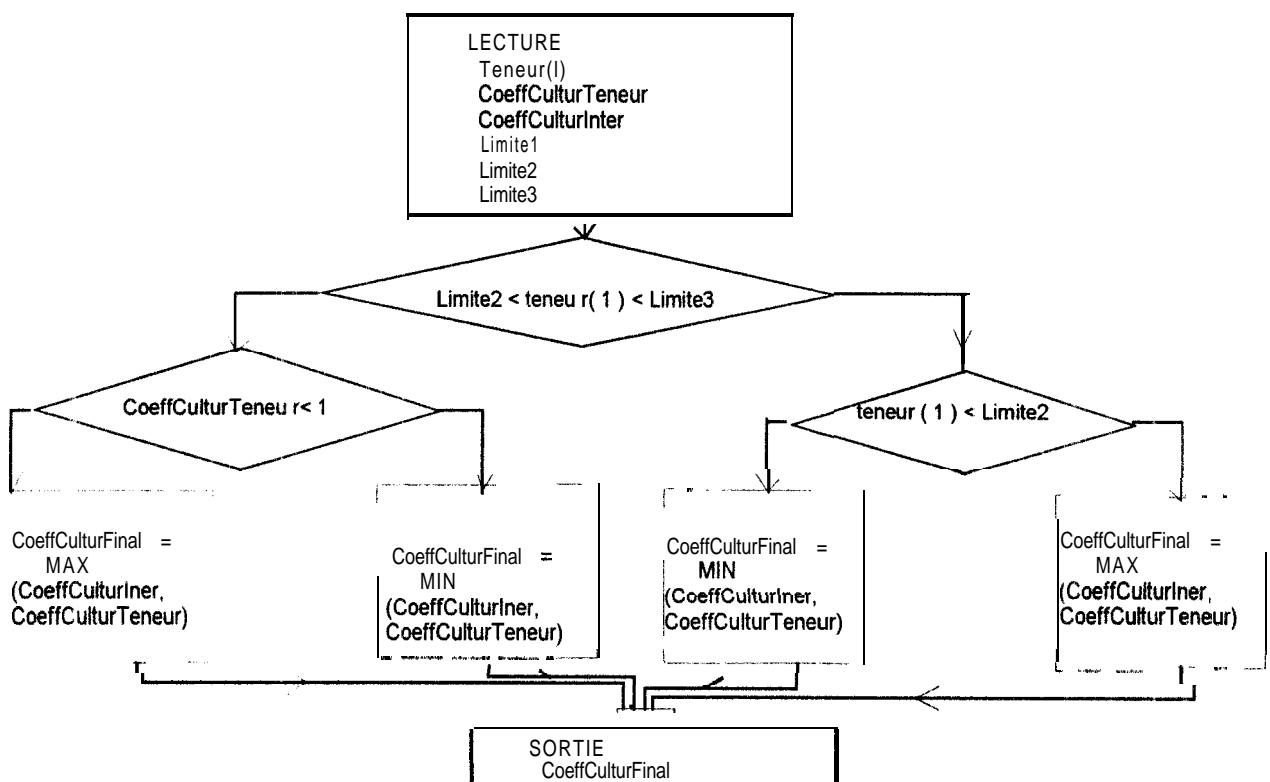 LECTURE
Teneur(I)
CoeffCulturTeneur
CoeffCulturInter
Limite1
Limite2
Limite3
Limite2 < teneu r( 1 ) < Limite3
CoeffCulturTeneu r< 1
teneur ( 1 ) < Limite2
CoeffCulturFinal =
MAX
(CoeffCulturIner,
CoeffCulturTeneur)
CoeffCulturFinal =
MIN
(CoeffCulturIner,
CoeffCulturTeneur)
CoeffCulturFinal =
MIN
(CoeffCulturIner,
CoeffCulturTeneur)
CoeffCulturFinal =
MAX
(CoeffCulturIner,
CoeffCulturTeneur)
SORTIE
CoeffCulturFinal